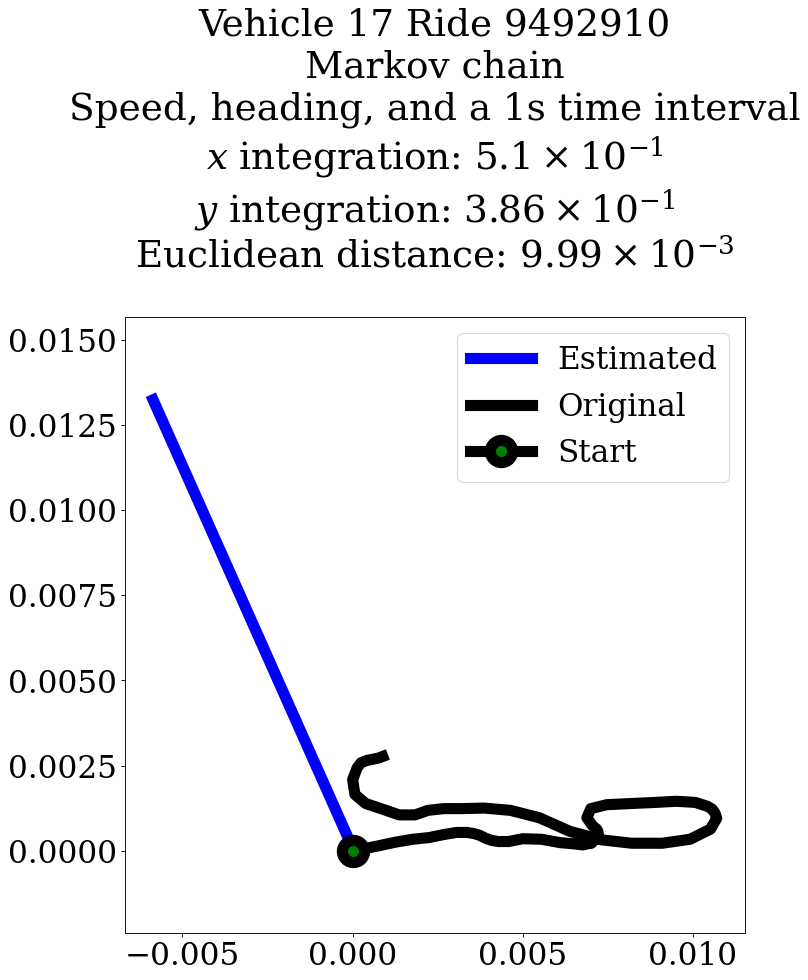 Vehicle 17 Ride 9492910
Markov chain
Speed, heading, and a 1s time interval
x integration: 5.1 × 10⁻¹
y integration: 3.86 × 10⁻¹
Euclidean distance: 9.99 × 10⁻³
Estimated
Original
Start
0.0150
0.0125
0.0100
0.0075
0.0050
0.0025
0.0000
−0.005 0.000 0.005 0.010